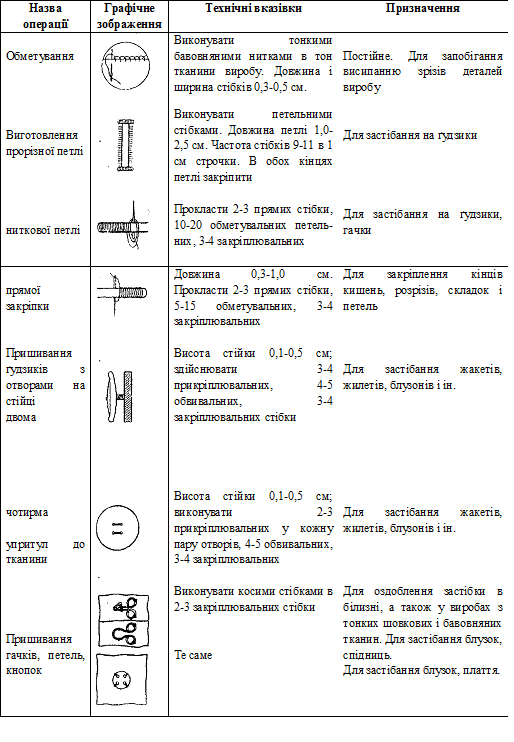 Назва операції
Графічне зображення
Технічні вказівки
Призначення
Обметування
Виконувати тонкими
бавовняними нитками в тон
тканини виробу. Довжина і
ширина стібків 0,3-0,5 см.
Постійне. Для запобігання
висипанню зрізів деталей
виробу
Виготовлення
прорізної петлі
Виконувати петельними
стібками. Довжина петлі 1,0-
2,5 см. Частота стібків 9-11 в 1
см строчки. В обох кінцях
петлі закріпити
Для застібання на ґудзики
ниткової петлі
Прокласти 2-3 прямих стібки,
10-20 обметувальних петель-
них, 3-4 закріплювальних
Для застібання на ґудзики,
гачки
прямої
закріпки
Довжина 0,3-1,0 см.
Прокласти 2-3 прямих стібки,
5-15 обметувальних, 3-4
закріплювальних
Для закріплення кінців
кишень, розрізів, складок і
петель
Пришивання
ґудзиків з
отворами на
стійці
двома
Висота стійки 0,1-0,5 см;
здійснювати 3-4
прикріплювальних, 4-5
обвивальних, 3-4
закріплювальних стібки
Для застібання жакетів,
жилетів, блузонів і ін.
чотирма
упритул до
тканини
Висота стійки 0,1-0,5 см;
виконувати 2-3
прикріплювальних у кожну
пару отворів, 4-5 обвивальних,
3-4 закріплювальних
Для застібання жакетів,
жилетів, блузонів і ін.
Пришивання
гачків, петель,
кнопок
Виконувати косими стібками в
2-3 закріплювальних стібки
Те саме
Для оздоблення застібки в
білизні, а також у виробах з
тонких шовкових і бавовняних
тканин. Для застібання блузок,
спідниць.
Для застібання блузок, плаття.